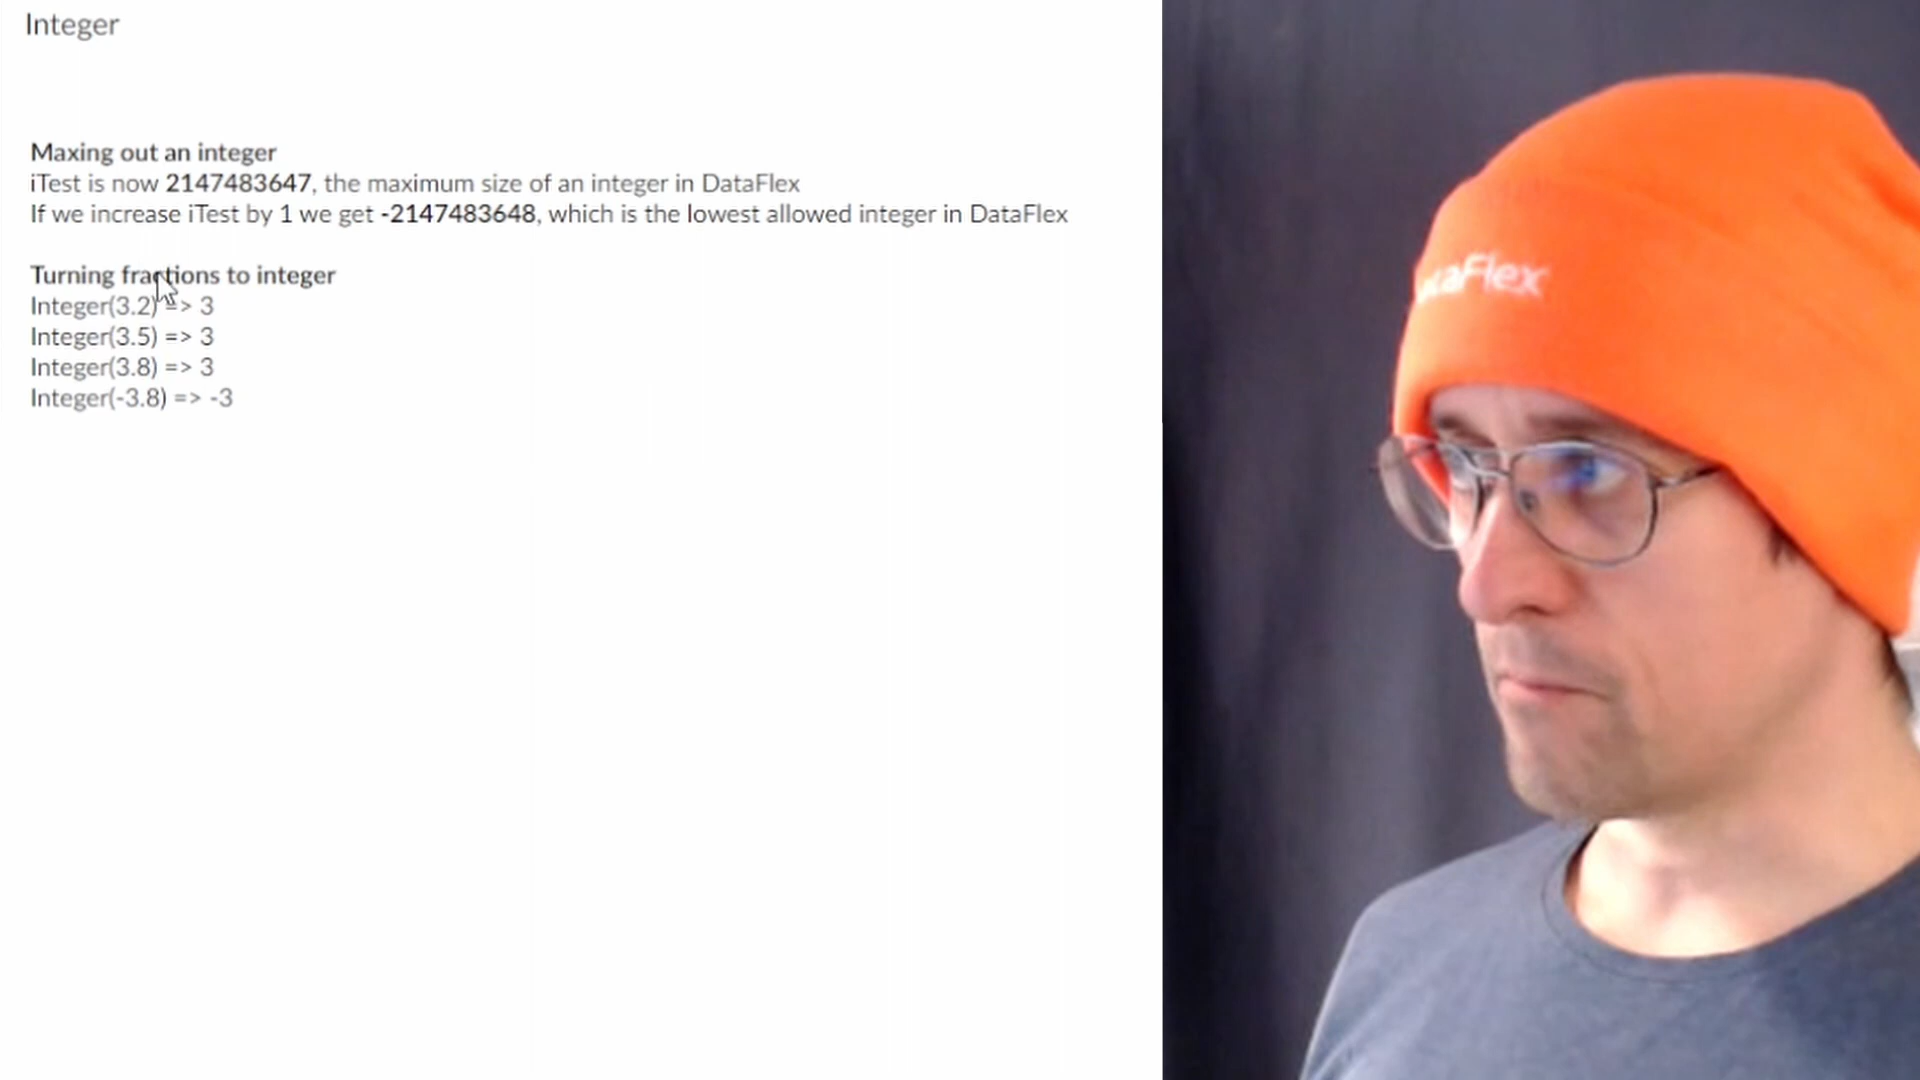 Integer
Maxing out an integer
iTest is now 2147483647, the maximum size of an integer in DataFlex
If we increase iTest by 1 we get -2147483648, which is the lowest allowed integer in DataFlex
Turning fractions to integer
Integer(3.2) => 3
Integer(3.5) => 3
Integer(3.8) => 3
Integer(-3.8) => -3
taFlex